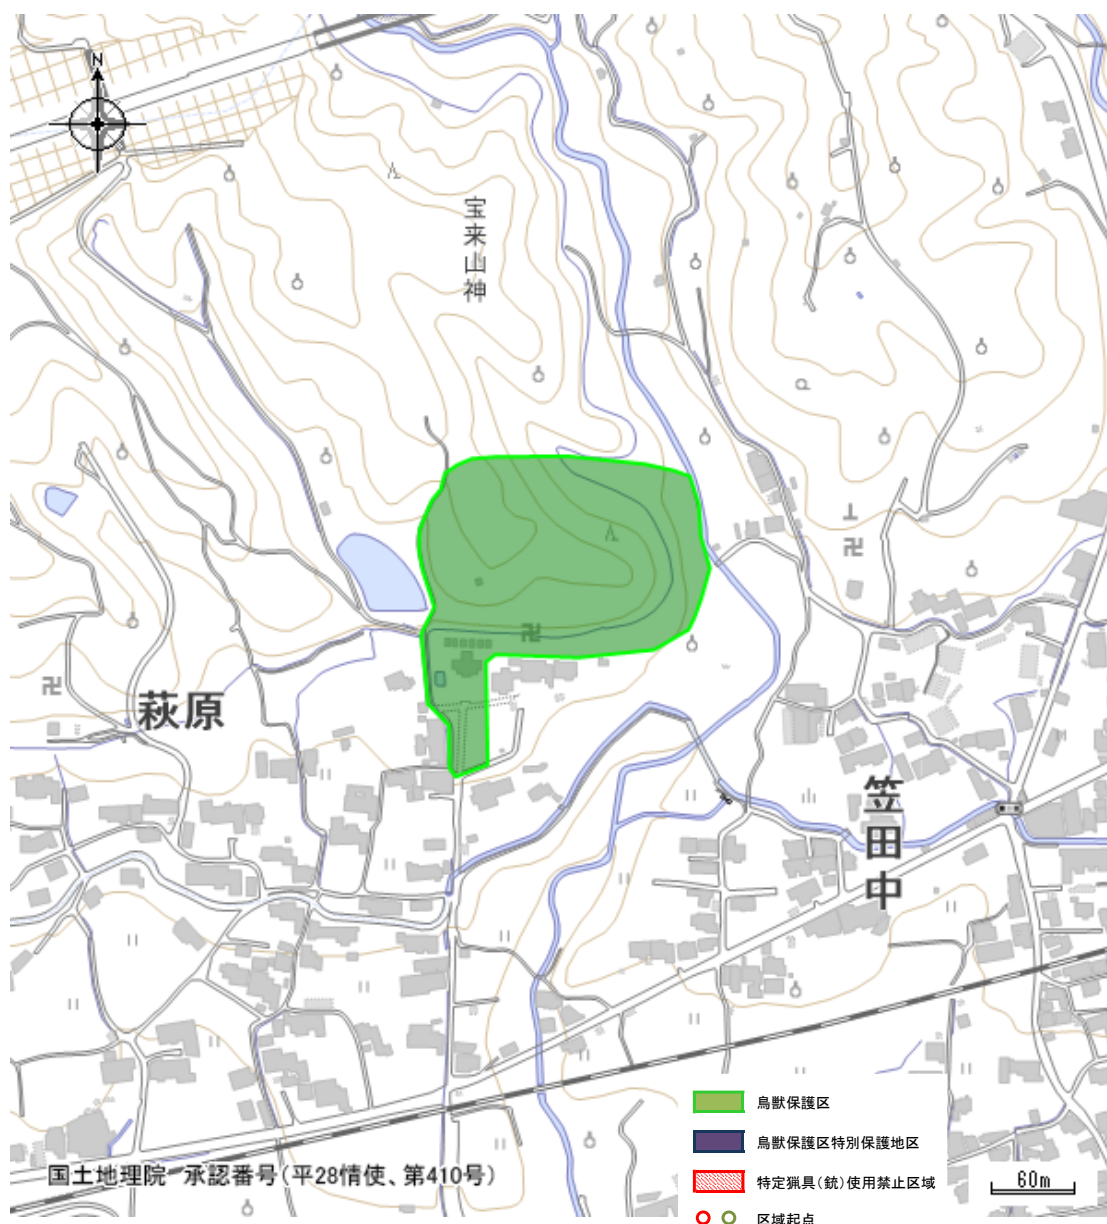 N
宝来山神
萩原
笠田中
鳥獣保護区
鳥獣保護区特別保護地区
特定猟具(銃)使用禁止区域
区域起点
国土地理院 承認番号(平28情使、第410号)
60m